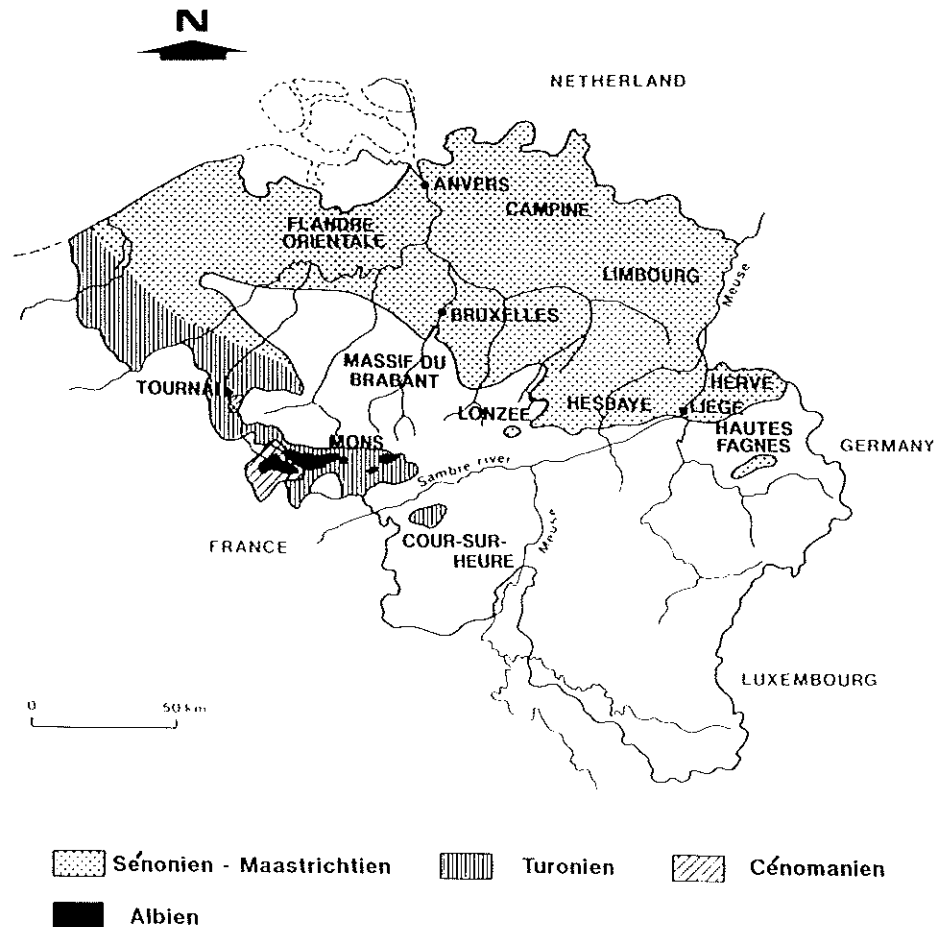 N
NETHERLAND
ANVERS
CAMPINE
FLANDRE
ORIENTALE
LIMBOURG
Meuse
BRUXELLES
MASSIF DU
BRABANT
TOURNAI
HERVE
LONZEE
HESBAYE
LIEGE
MONS
HAUTES
FAGNES
GERMANY
Sambre river
FRANCE
COUR-SUR-
HEURE
Meuse
LUXEMBOURG
0 50 km
Sénonien - Maastrichtien
Turonien
Cénomanien
Albien